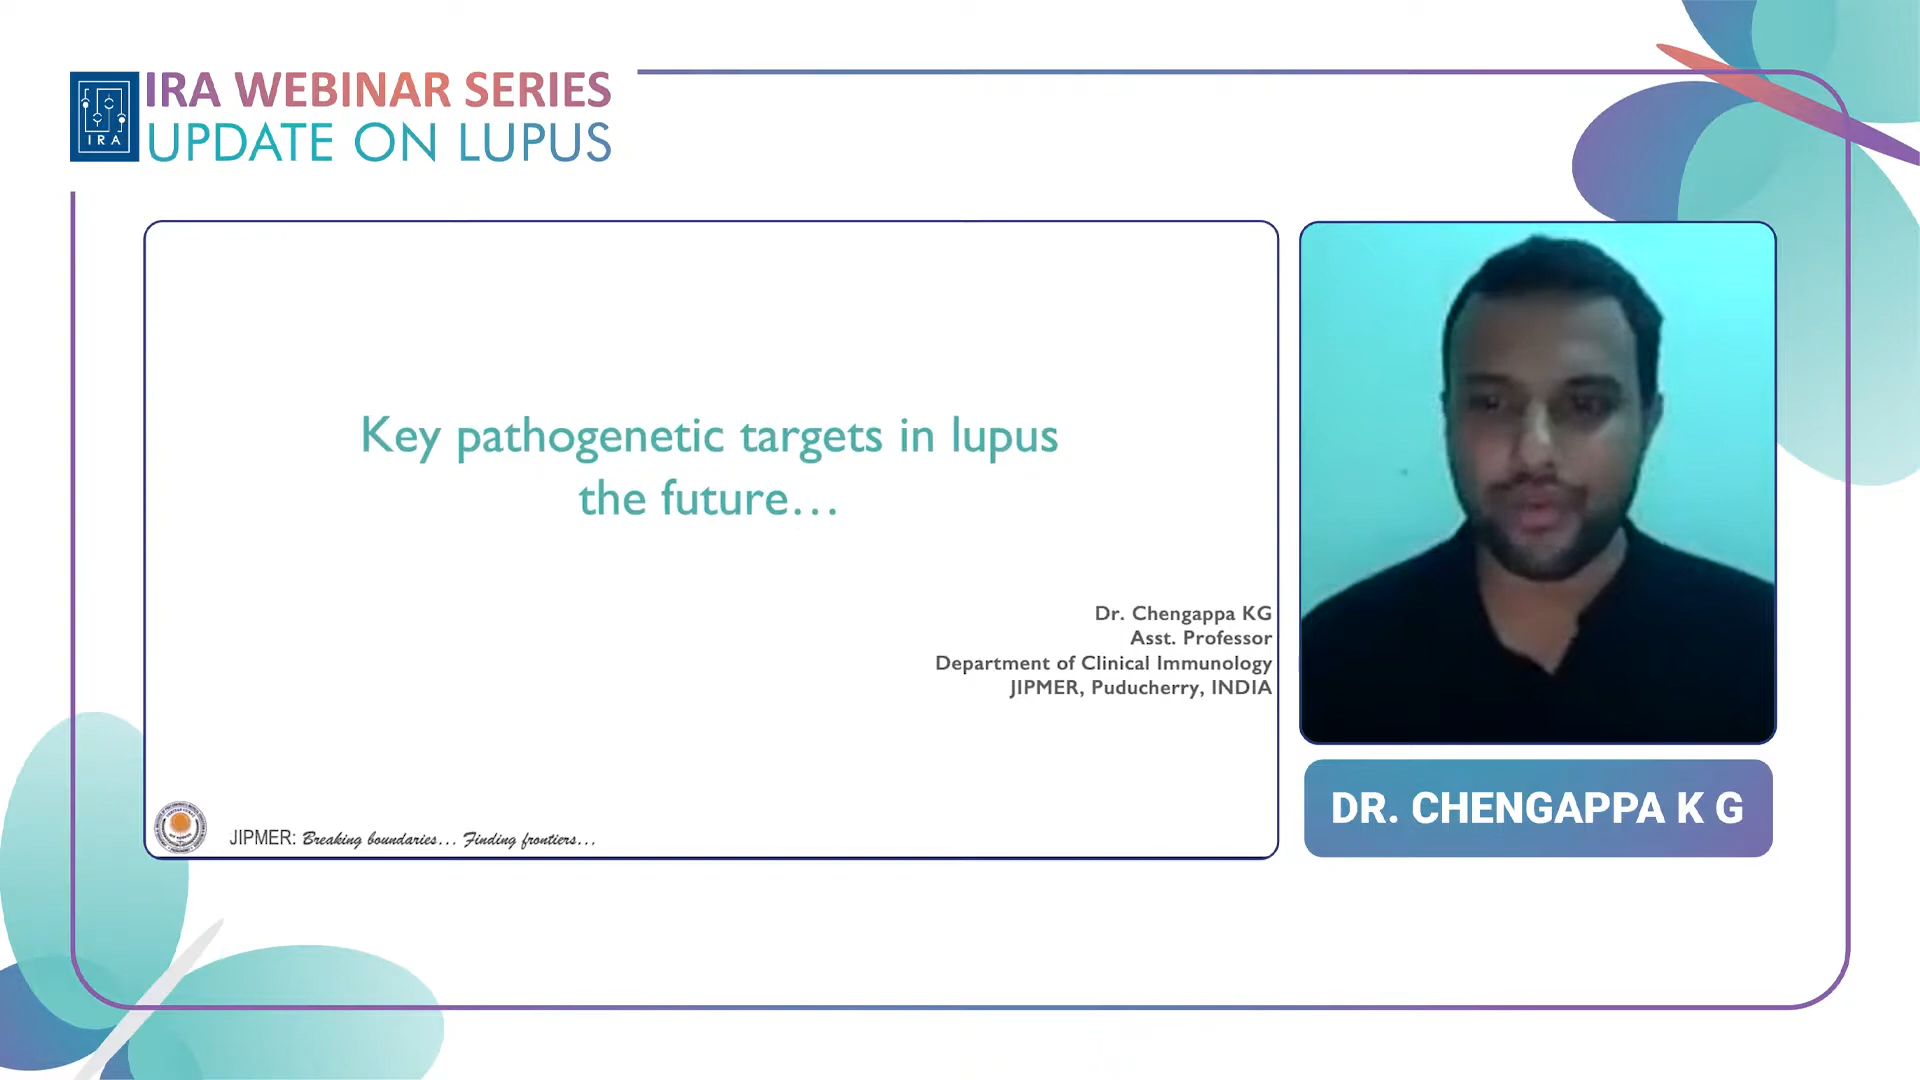 IRA WEBINAR SERIES
UPDATE ON LUPUS
IRA
Key pathogenetic targets in lupus
the future…
Dr. Chengappa KG
Asst. Professor
Department of Clinical Immunology
JIPMER, Puducherry, INDIA
JIPMER: Breaking boundaries… Finding frontiers…
DR. CHENGAPPA K G